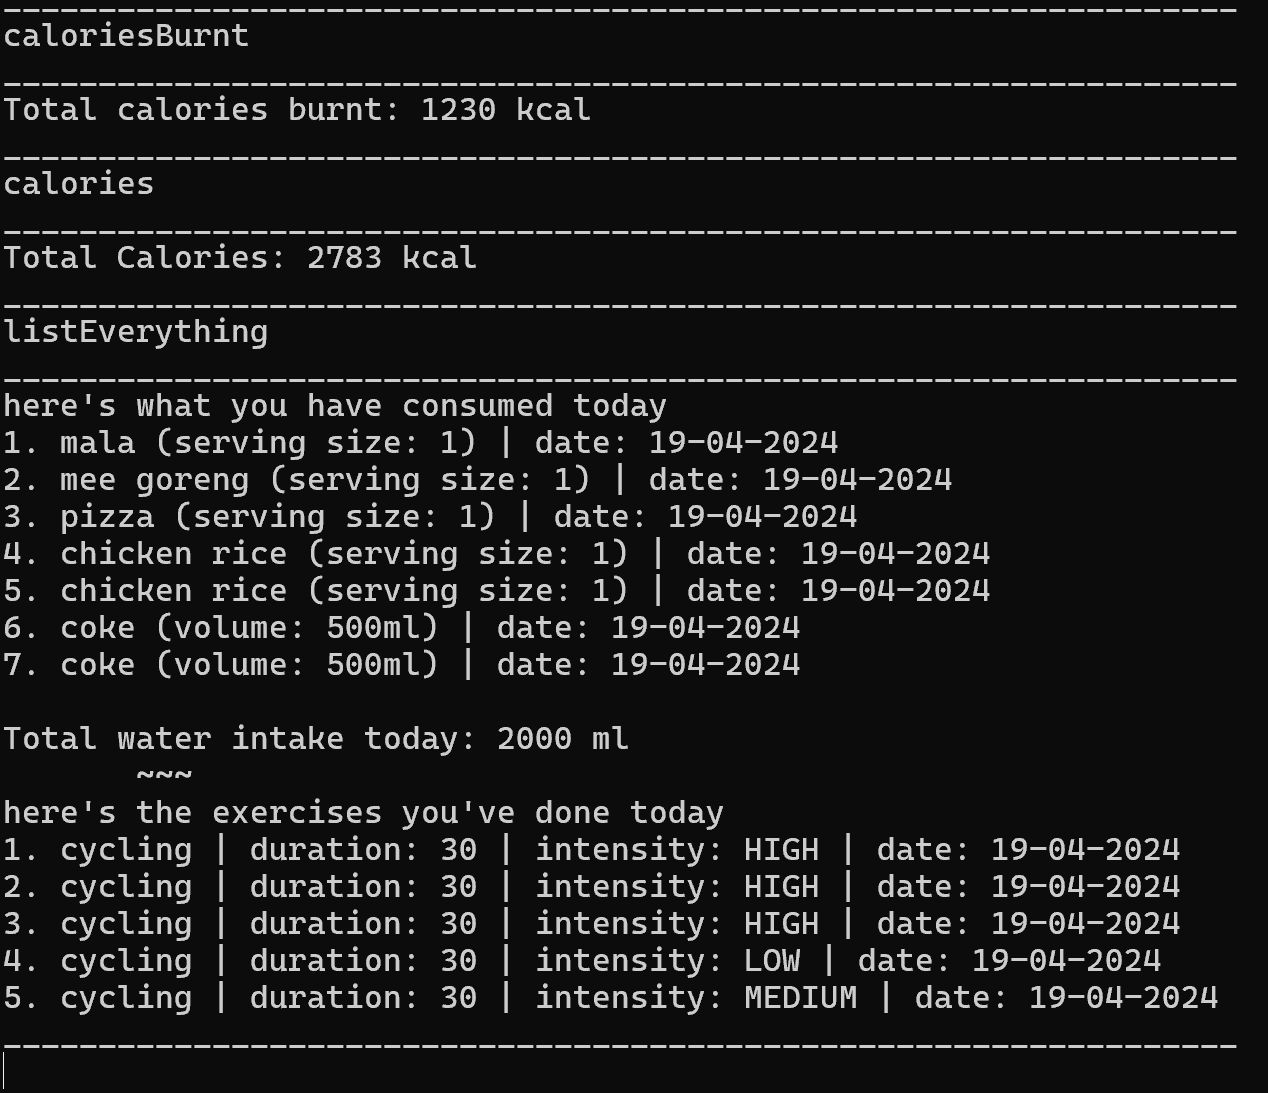 _________________________________________________________________
caloriesBurnt
_________________________________________________________________
Total calories burnt: 1230 kcal
_________________________________________________________________
calories
_________________________________________________________________
Total Calories: 2783 kcal
_________________________________________________________________
listEverything
_________________________________________________________________
here's what you have consumed today
1. mala (serving size: 1) | date: 19-04-2024
2. mee goreng (serving size: 1) | date: 19-04-2024
3. pizza (serving size: 1) | date: 19-04-2024
4. chicken rice (serving size: 1) | date: 19-04-2024
5. chicken rice (serving size: 1) | date: 19-04-2024
6. coke (volume: 500ml) | date: 19-04-2024
7. coke (volume: 500ml) | date: 19-04-2024

Total water intake today: 2000 ml
       ~~~
here's the exercises you've done today
1. cycling | duration: 30 | intensity: HIGH | date: 19-04-2024
2. cycling | duration: 30 | intensity: HIGH | date: 19-04-2024
3. cycling | duration: 30 | intensity: HIGH | date: 19-04-2024
4. cycling | duration: 30 | intensity: LOW | date: 19-04-2024
5. cycling | duration: 30 | intensity: MEDIUM | date: 19-04-2024
_________________________________________________________________